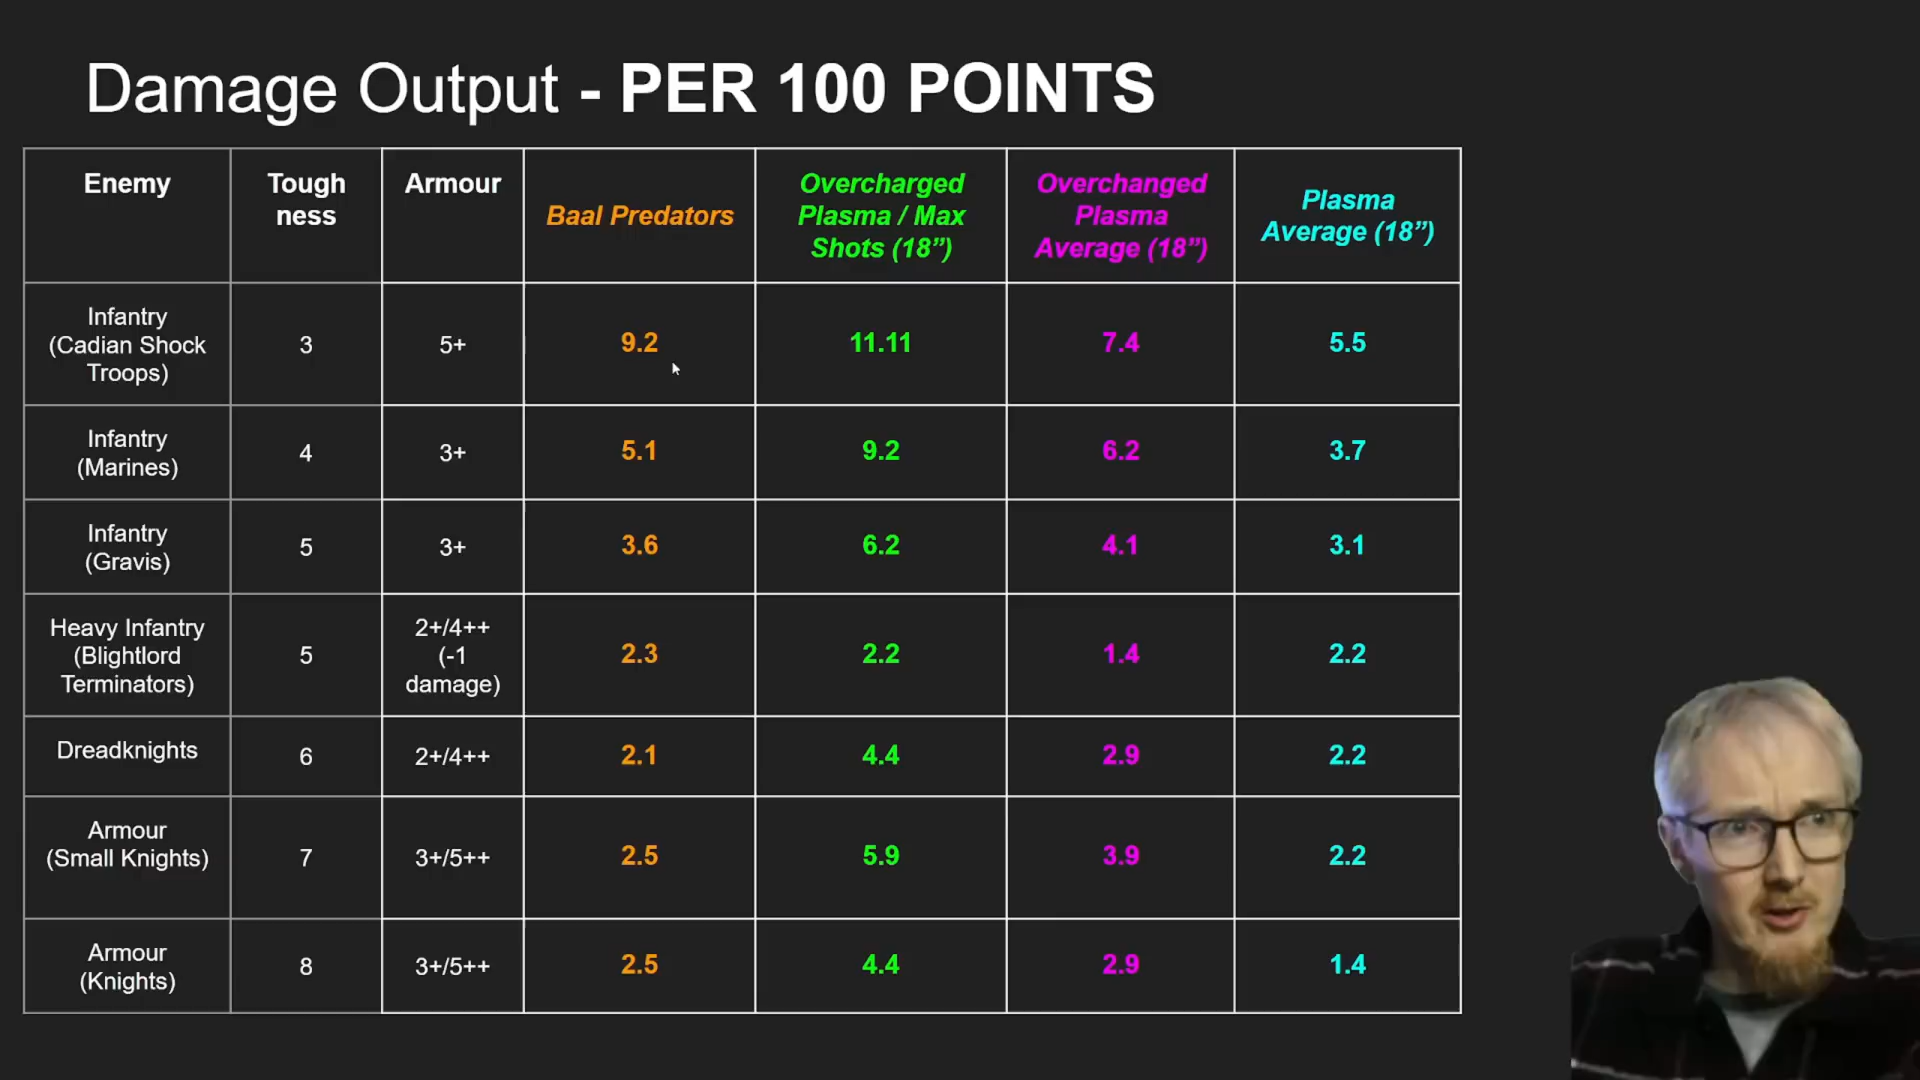 Damage Output - PER 100 POINTS
Enemy
Tough
ness
Armour
Baal Predators
Overcharged
Plasma / Max
Shots (18”)
Overchanged
Plasma
Average (18”)
Plasma
Average (18”)
Infantry
(Cadian Shock
Troops)
3
5+
9.2
11.11
7.4
5.5
Infantry
(Marines)
4
3+
5.1
9.2
6.2
3.7
Infantry
(Gravis)
5
3+
3.6
6.2
4.1
3.1
Heavy Infantry
(Blightlord
Terminators)
5
2+/4++
(-1
damage)
2.3
2.2
1.4
2.2
Dreadknights
6
2+/4++
2.1
4.4
2.9
2.2
Armour
(Small Knights)
7
3+/5++
2.5
5.9
3.9
2.2
Armour
(Knights)
8
3+/5++
2.5
4.4
2.9
1.4